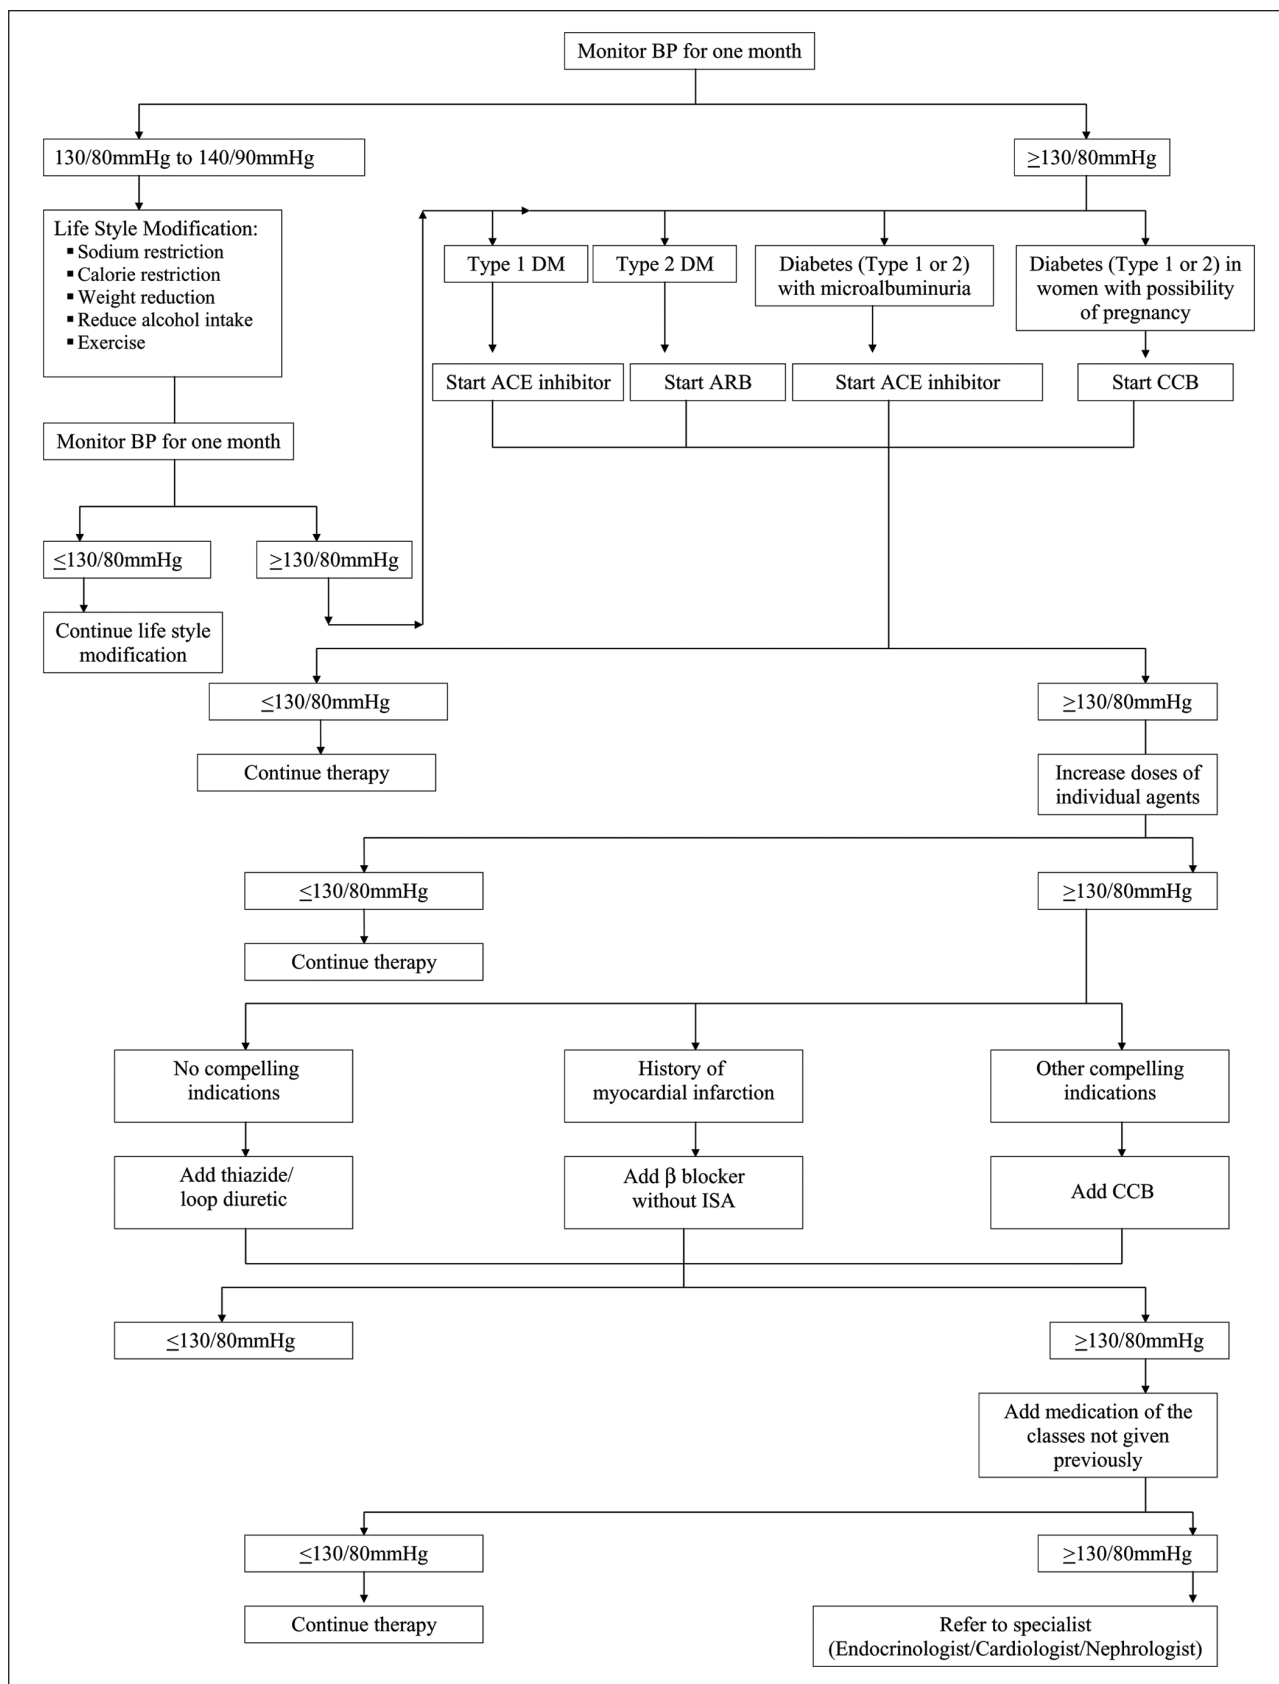 Monitor BP for one month
130/80mmHg to 140/90mmHg
≥130/80mmHg
Life Style Modification:
▪ Sodium restriction
▪ Calorie restriction
▪ Weight reduction
▪ Reduce alcohol intake
▪ Exercise
Type 1 DM
Type 2 DM
Diabetes (Type 1 or 2)
with microalbuminuria
Diabetes (Type 1 or 2) in
women with possibility
of pregnancy
Start ACE inhibitor
Start ARB
Start ACE inhibitor
Start CCB
Monitor BP for one month
≤130/80mmHg
≥130/80mmHg
Continue life style
modification
≤130/80mmHg
≥130/80mmHg
Continue therapy
Increase doses of
individual agents
≤130/80mmHg
≥130/80mmHg
Continue therapy
No compelling
indications
History of
myocardial infarction
Other compelling
indications
Add thiazide/
loop diuretic
Add β blocker
without ISA
Add CCB
≤130/80mmHg
≥130/80mmHg
Add medication of the
classes not given
previously
≤130/80mmHg
≥130/80mmHg
Continue therapy
Refer to specialist
(Endocrinologist/Cardiologist/Nephrologist)